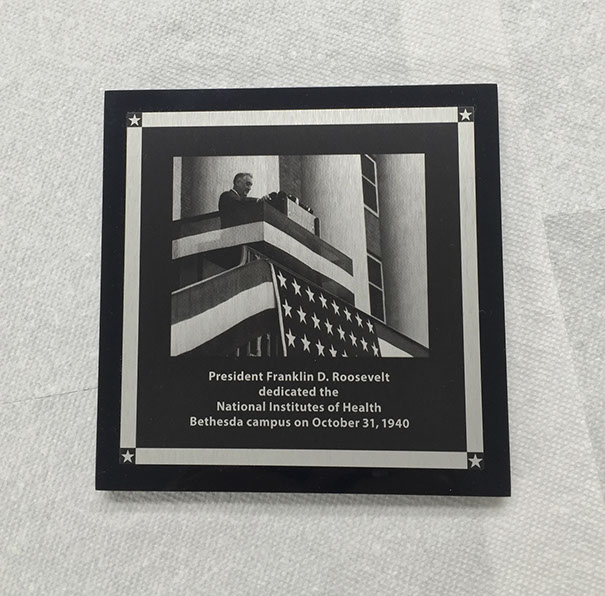 President Franklin D. Roosevelt
dedicated the
National Institutes of Health
Bethesda campus on October 31, 1940